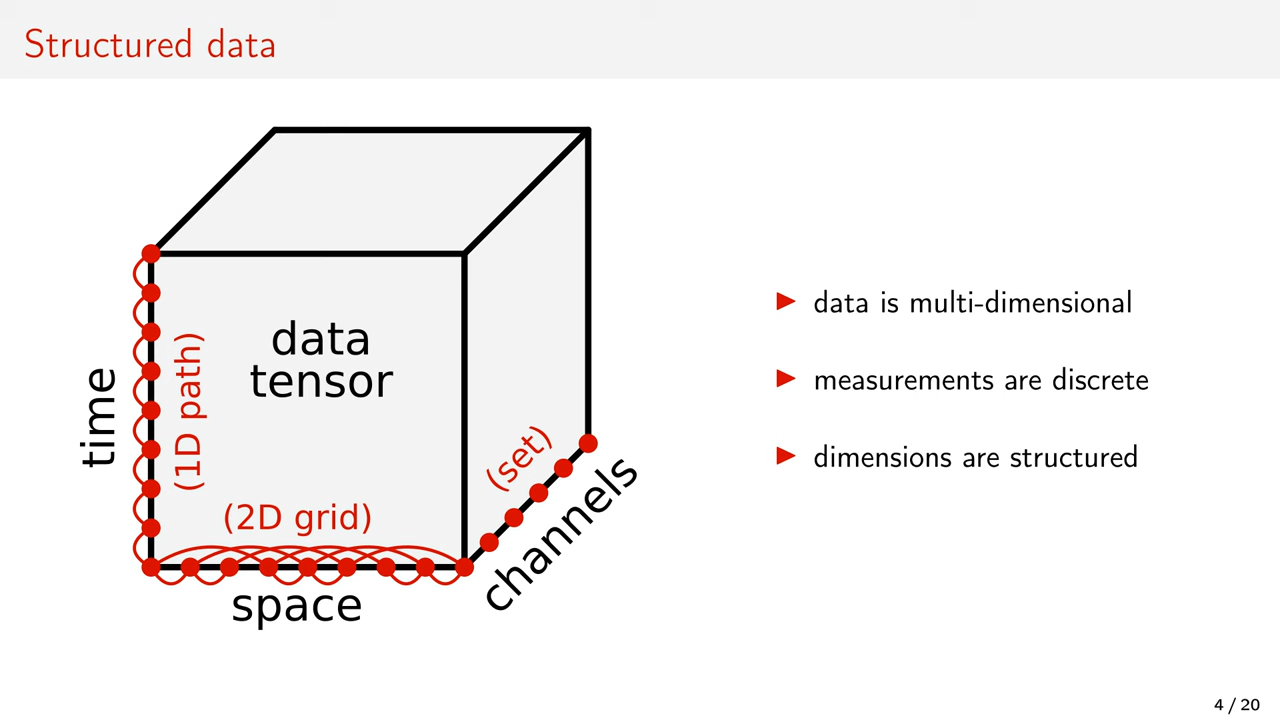 Structured data
data
tensor
time
(1D path)
(2D grid)
space
(set)
channels
data is multi-dimensional
measurements are discrete
dimensions are structured
4 / 20